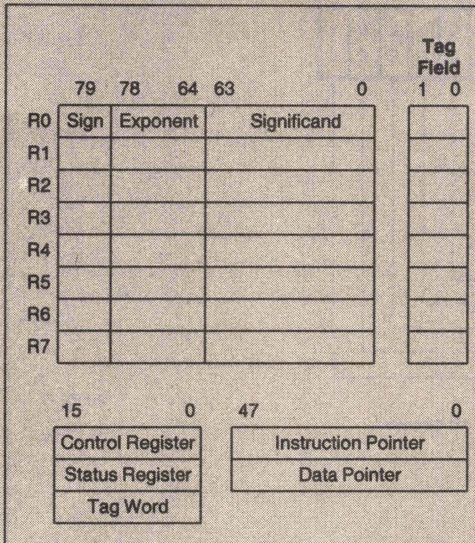 Tag
Field
79 78 64 63 0 1 0
R0 Sign Exponent Significand
R1
R2
R3
R4
R5
R6
R7
15 0 47 0
Control Register Instruction Pointer
Status Register Data Pointer
Tag Word